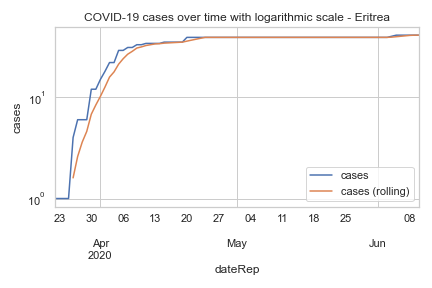 COVID-19 cases over time with logarithmic scale - Eritrea
cases
10¹
10⁰
cases
cases (rolling)
23 30 06 13 20 27 04 11 18 25 08
Apr May Jun
2020
dateRep